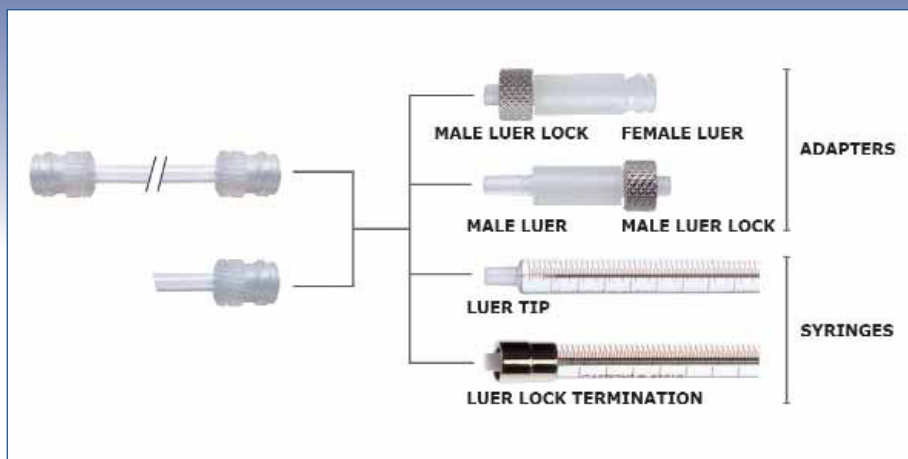 MALE LUER LOCK FEMALE LUER
ADAPTERS
MALE LUER MALE LUER LOCK
LUER TIP
SYRINGES
LUER LOCK TERMINATION